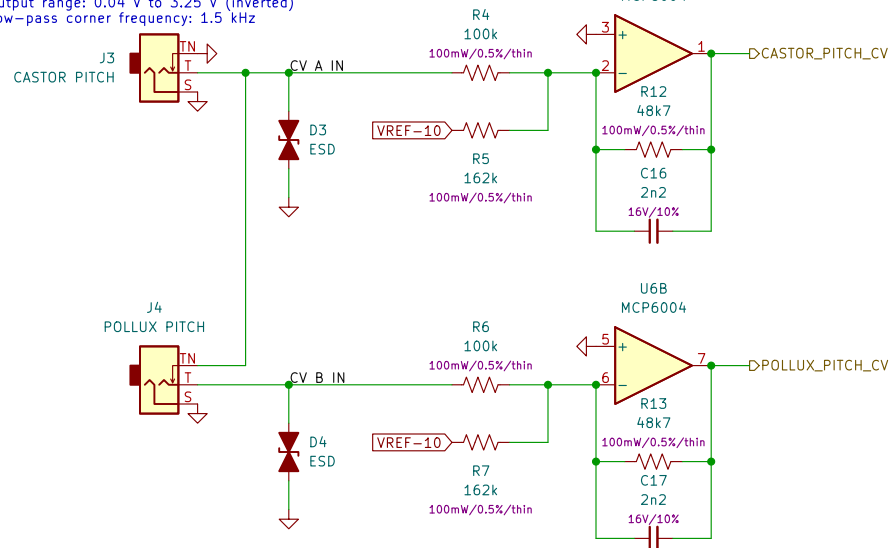 utput range: 0.04 V to 3.25 V (inverted)
ow-pass corner frequency: 1.5 kHz
R4
100k
100mW/0.5%/thin
J3
CASTOR PITCH
TN
T
S
CV A IN
3
+
2
−
1
CASTOR_PITCH_CV
R12
48k7
100mW/0.5%/thin
D3
ESD
VREF-10
R5
162k
100mW/0.5%/thin
C16
2n2
16V/10%
U6B
MCP6004
J4
POLLUX PITCH
R6
100k
100mW/0.5%/thin
TN
T
S
CV B IN
5
+
6
−
7
POLLUX_PITCH_CV
R13
48k7
100mW/0.5%/thin
D4
ESD
VREF-10
R7
162k
100mW/0.5%/thin
C17
2n2
16V/10%